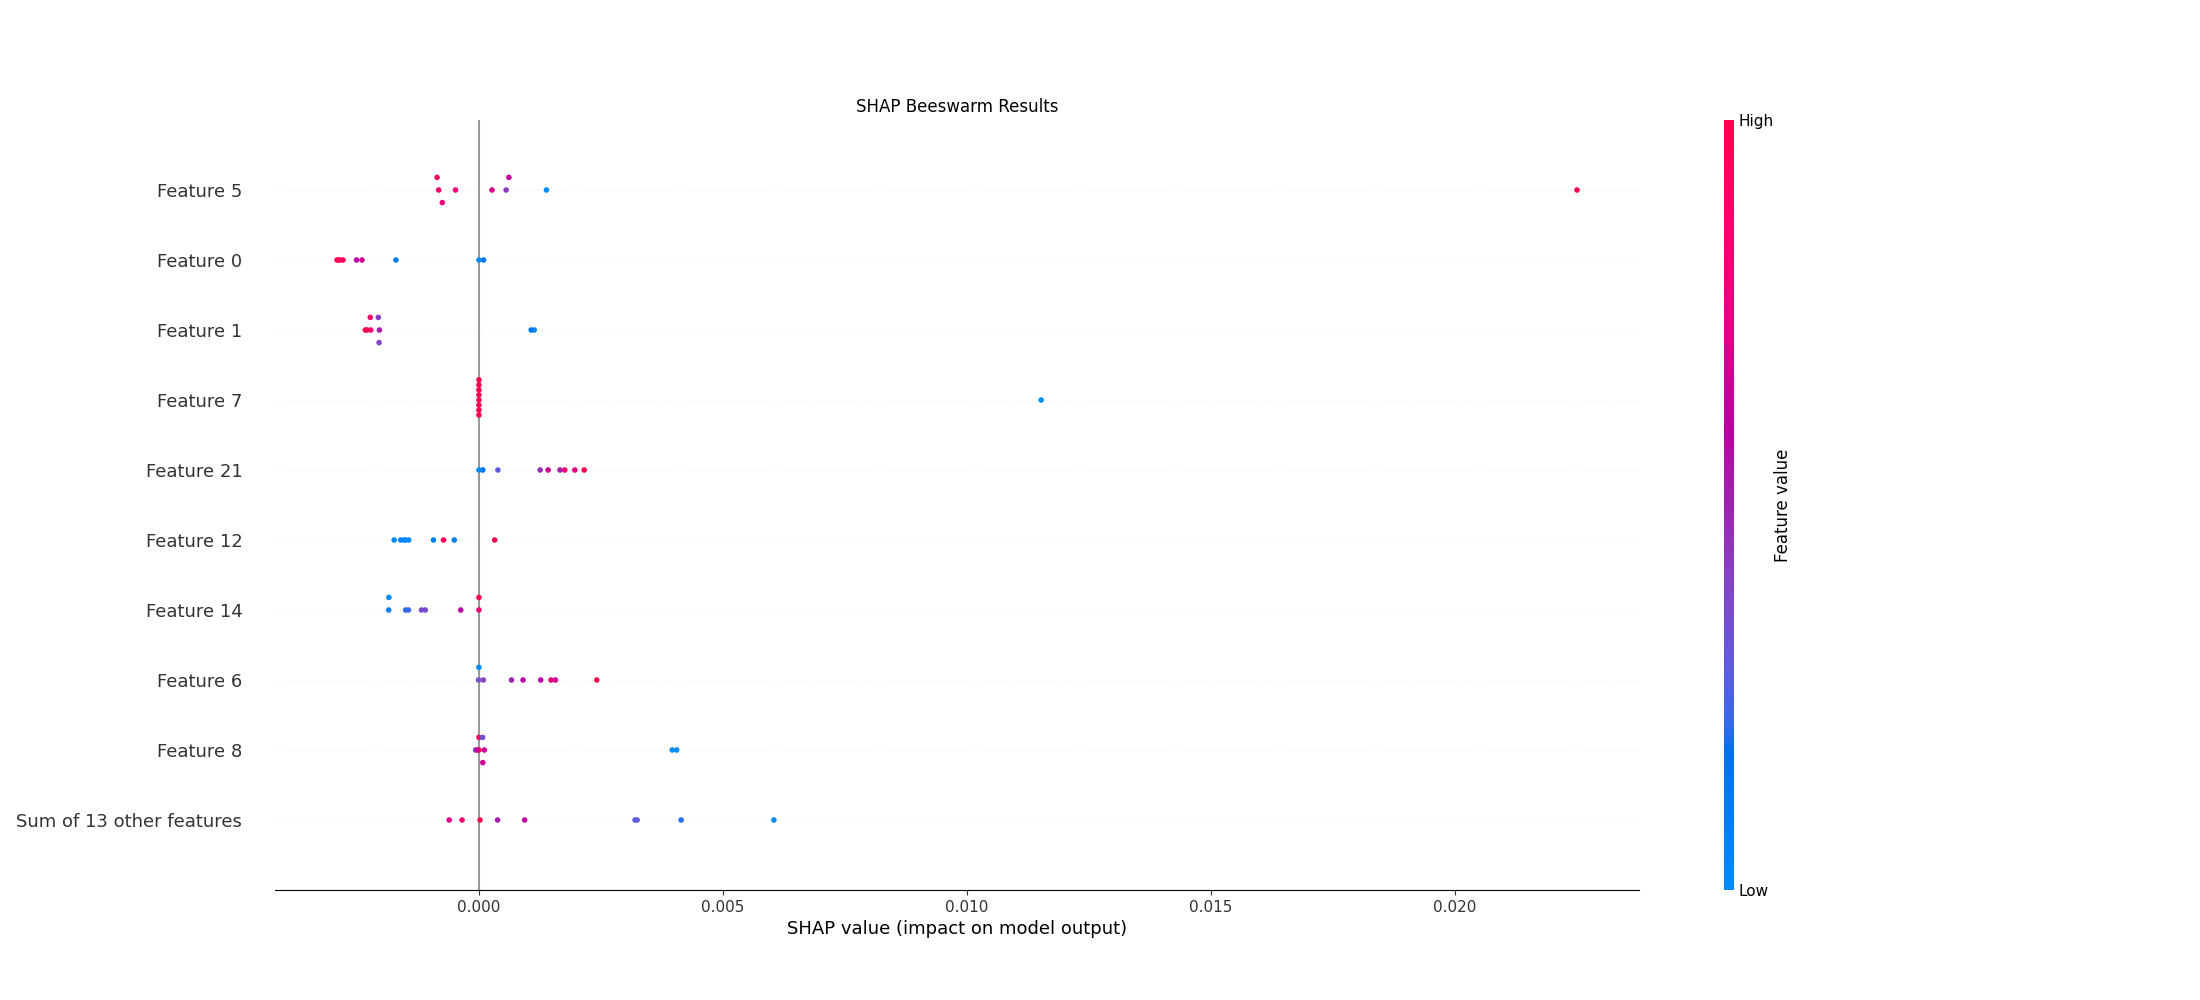 SHAP Beeswarm Results
High
Feature 5
Feature 0
Feature 1
Feature 7
Feature 21
Feature 12
Feature 14
Feature 6
Feature 8
Sum of 13 other features
Feature value
Low
0.000 0.005 0.010 0.015 0.020
SHAP value (impact on model output)